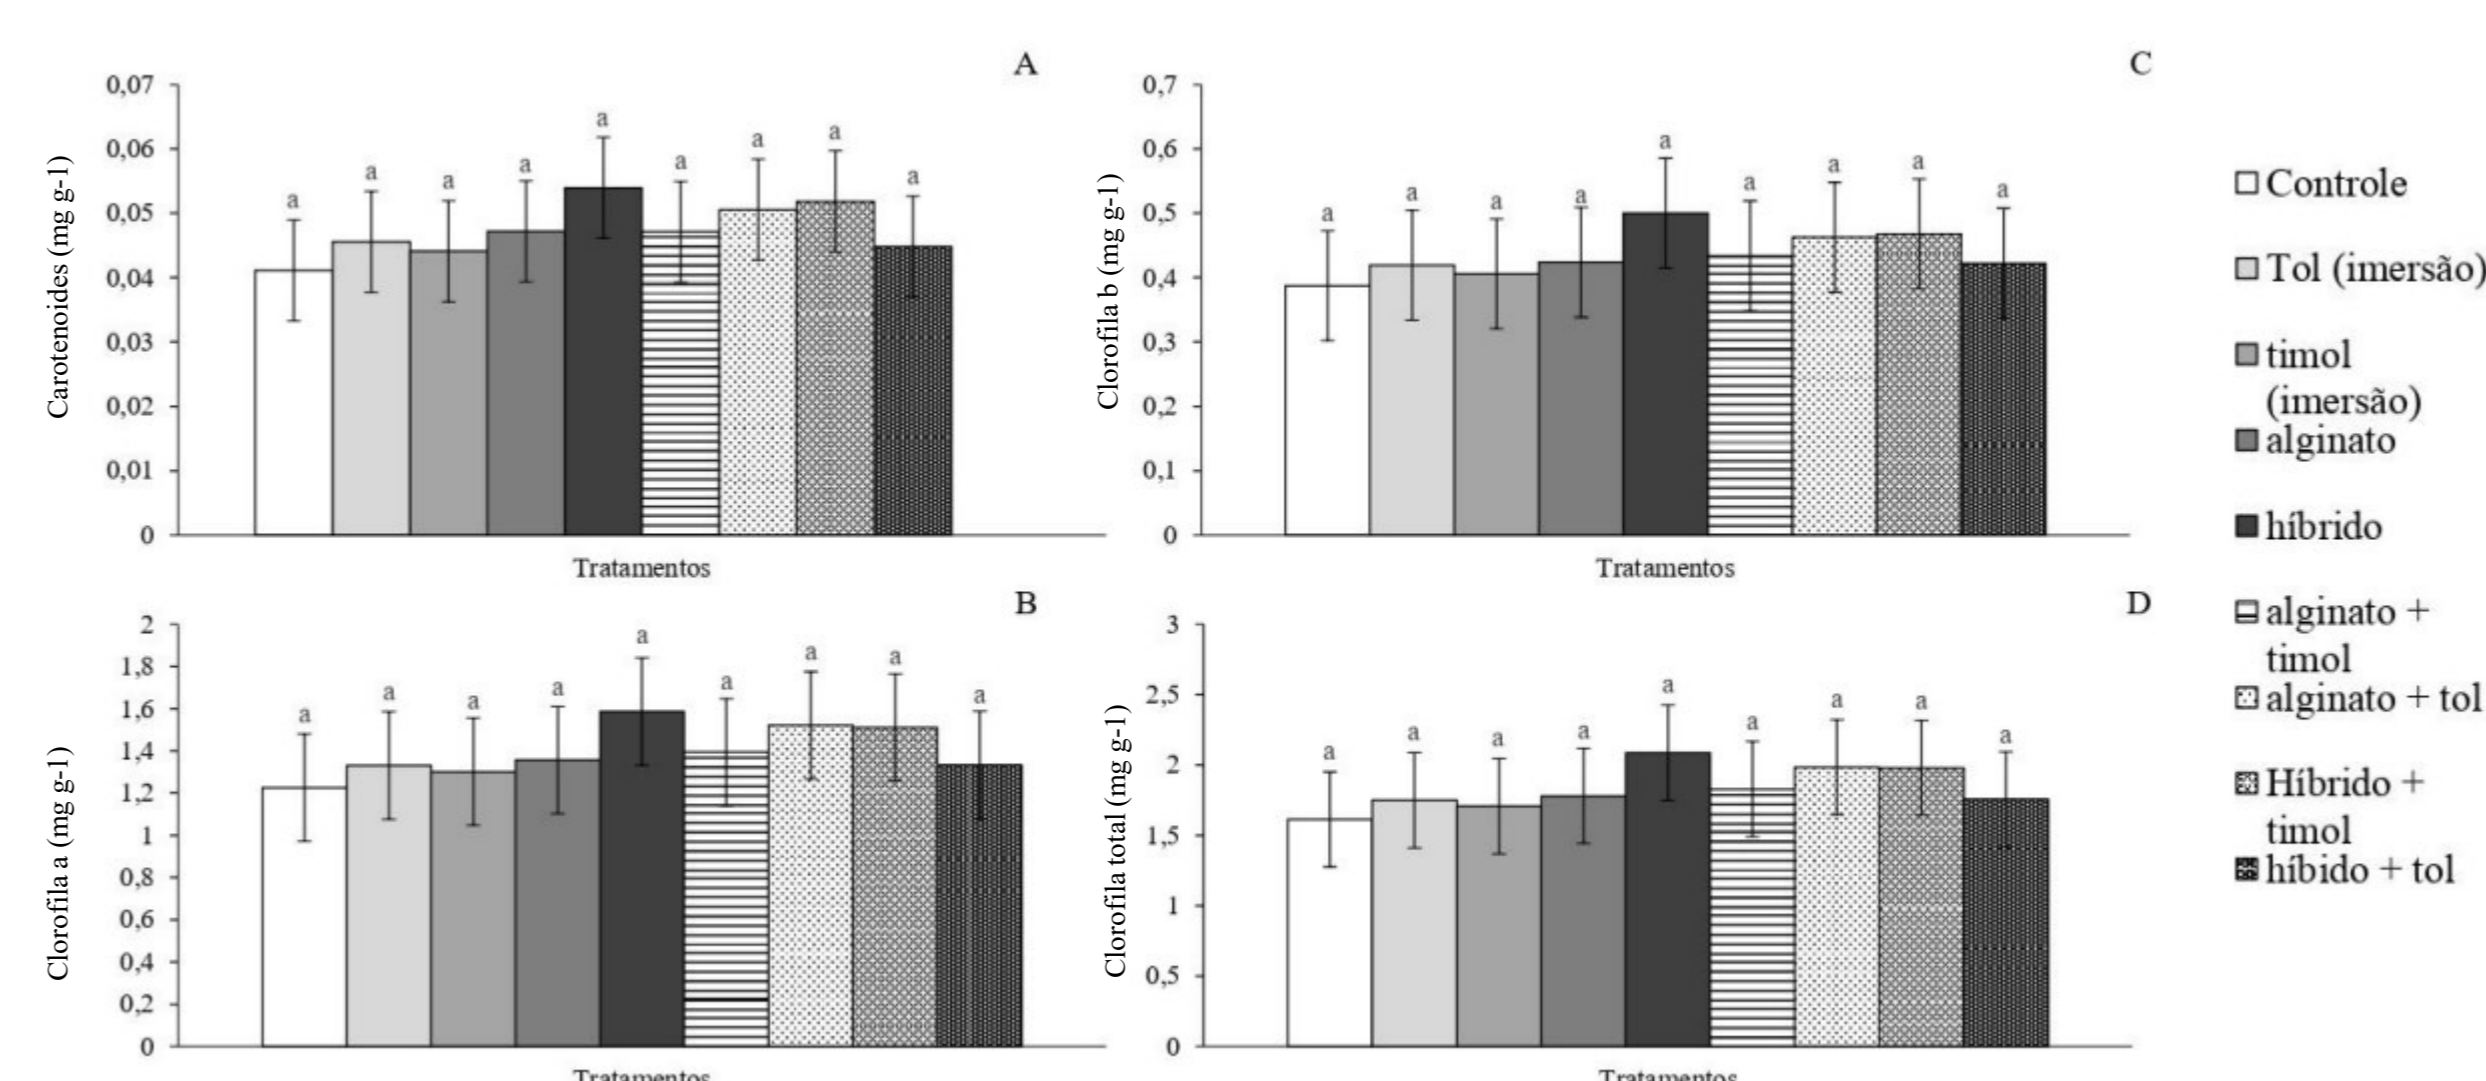 A
0,07
0,06
0,05
0,04
0,03
0,02
0,01
0
Carotenoides (mg g-1)
a a a a a a a a a
Tratamentos
C
0,7
0,6
0,5
0,4
0,3
0,2
0,1
0
Clorofila b (mg g-1)
a a a a a a a a a
Tratamentos
B
2
1,8
1,6
1,4
1,2
1
0,8
0,6
0,4
0,2
0
Clorofila a (mg g-1)
a a a a a a a a a
Tratamentos
D
3
2,5
2
1,5
1
0,5
0
Clorofila total (mg g-1)
a a a a a a a a a
Tratamentos
Controle
Tol (imersão)
timol
(imersão)
alginato
híbrido
alginato +
timol
alginato + tol
Híbrido +
timol
híbido + tol